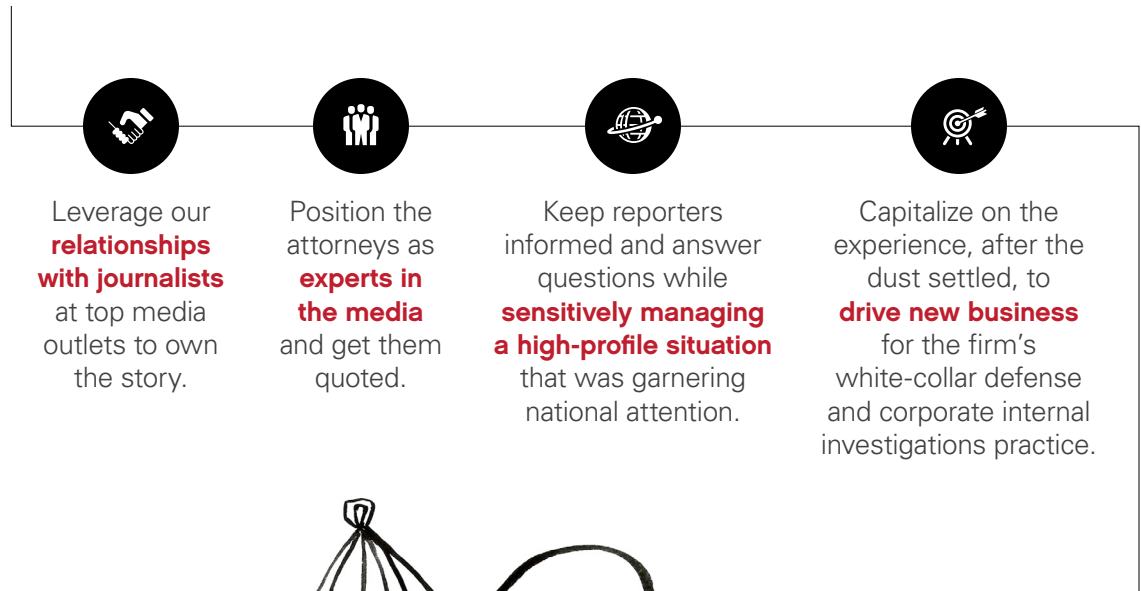 Leverage our
relationships
with journalists
at top media
outlets to own
the story.
Position the
attorneys as
experts in
the media
and get them
quoted.
Keep reporters
informed and answer
questions while
sensitively managing
a high-profile situation
that was garnering
national attention.
Capitalize on the
experience, after the
dust settled, to
drive new business
for the firm’s
white-collar defense
and corporate internal
investigations practice.